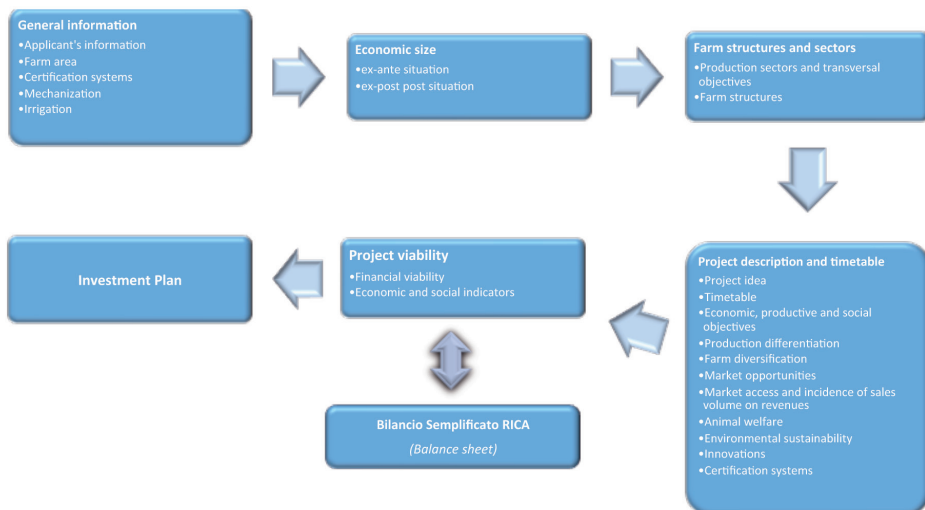 General information
•Applicant's information
•Farm area
•Certification systems
•Mechanization
•Irrigation
Economic size
•ex-ante situation
•ex-post post situation
Farm structures and sectors
•Production sectors and transversal
objectives
•Farm structures
Project description and timetable
•Project idea
•Timetable
•Economic, productive and social
objectives
•Production differentiation
•Farm diversification
•Market opportunities
•Market access and incidence of sales
volume on revenues
•Animal welfare
•Environmental sustainability
•Innovations
•Certification systems
Project viability
•Financial viability
•Economic and social indicators
Bilancio Semplificato RICA
(Balance sheet)
Investment Plan